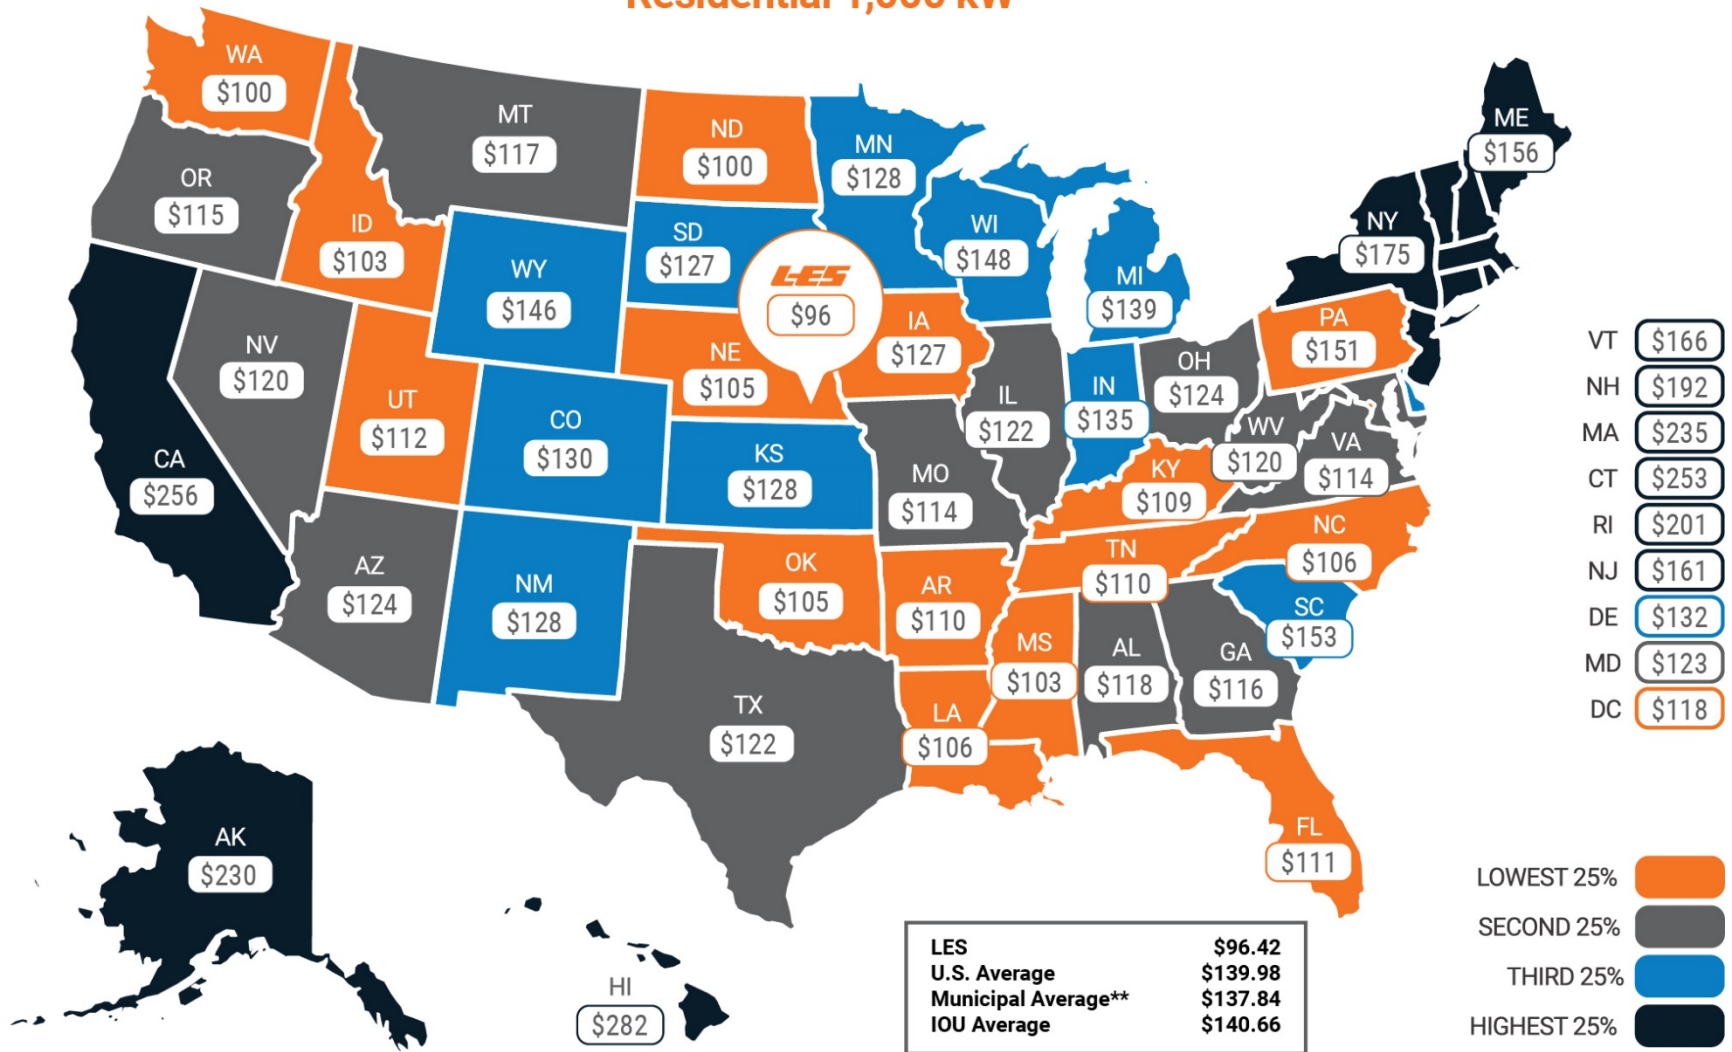 Residential 1,000 kW
WA
$100
MT
$117
ND
$100
MN
$128
ME
$156
OR
$115
ID
$103
SD
$127
WI
$148
NY
$175
WY
$146
LES
$96
MI
$139
IA
$127
PA
$151
NV
$120
NE
$105
OH
$124
UT
$112
CO
$130
IL
$122
IN
$135
WV
$120
VA
$114
CA
$256
KS
$128
MO
$114
KY
$109
NC
$106
AZ
$124
NM
$128
OK
$105
AR
$110
TN
$110
SC
$153
MS
$103
AL
$118
GA
$116
TX
$122
LA
$106
FL
$111
AK
$230
HI
$282
VT $166
NH $192
MA $235
CT $253
RI $201
NJ $161
DE $132
MD $123
DC $118
LES $96.42
U.S. Average $139.98
Municipal Average** $137.84
IOU Average $140.66
LOWEST 25%
SECOND 25%
THIRD 25%
HIGHEST 25%